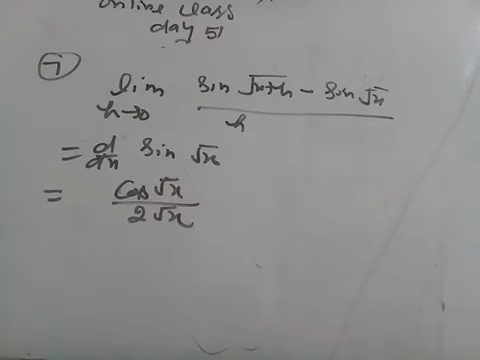 online class
day 51
7
lim h→0 (sin √x+h - sin √x) / h
= d/dx sin √x
= cos √x / 2√x